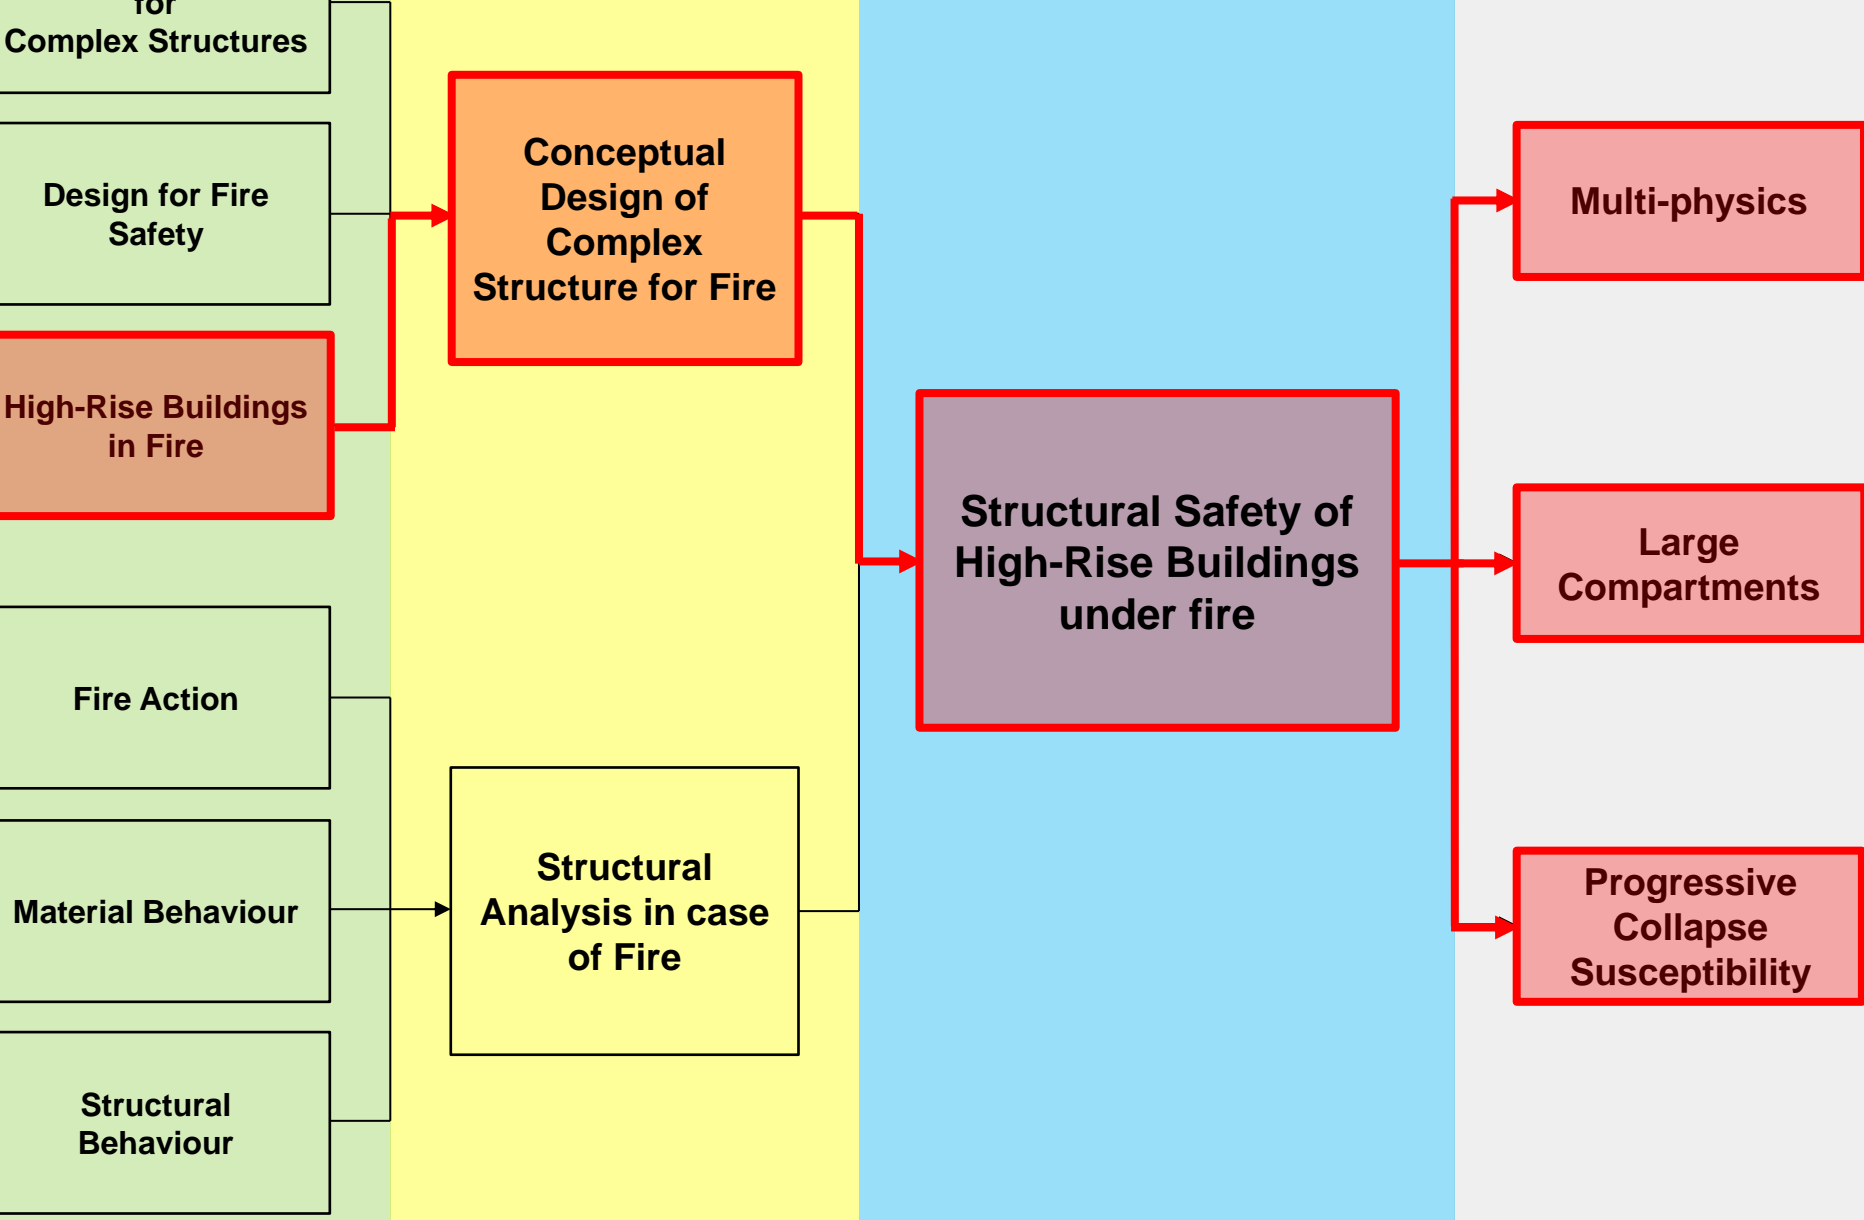 for
Complex Structures
Design for Fire
Safety
High-Rise Buildings
in Fire
Fire Action
Material Behaviour
Structural
Behaviour
Conceptual
Design of
Complex
Structure for Fire
Structural
Analysis in case
of Fire
Structural Safety of
High-Rise Buildings
under fire
Multi-physics
Large
Compartments
Progressive
Collapse
Susceptibility